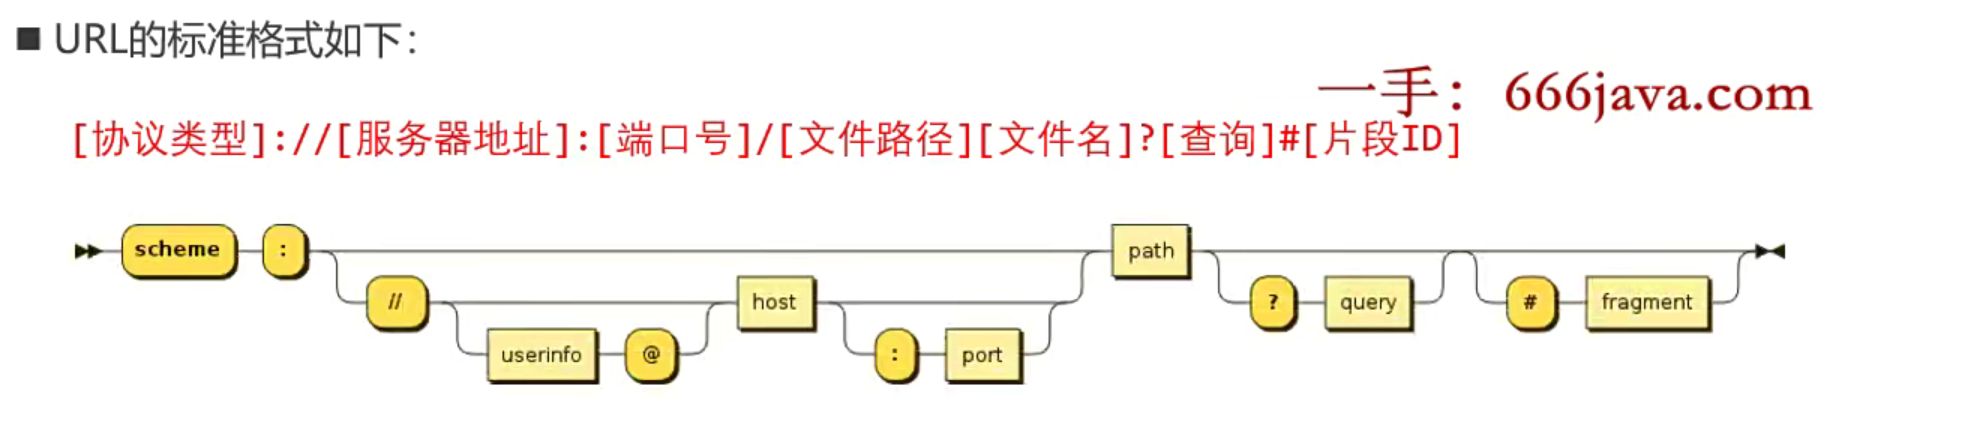 ■ URL的标准格式如下：
一手：666java.com
[协议类型]://[服务器地址]:[端口号]/[文件路径][文件名]?[查询]#[片段ID]
scheme : path
// host ? query # fragment
userinfo @ : port